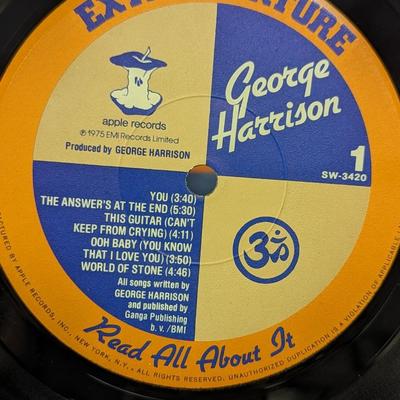 EXTRA TEXTURE
apple records
℗1975 EMI Records Limited
Produced by GEORGE HARRISON
George
Harrison
1
SW-3420
YOU (3:40)
THE ANSWER'S AT THE END (5:30)
THIS GUITAR (CAN'T
KEEP FROM CRYING) (4:11)
OOH BABY (YOU KNOW
THAT I LOVE YOU) (3:50)
WORLD OF STONE (4:46)
All songs written by
GEORGE HARRISON
and published by
Ganga Publishing
b. v. /BMI
ॐ
Read All About It
BY APPLE RECORDS, INC., NEW YORK, N.Y., ALL RIGHTS RESERVED. UNAUTHORIZED DUPLICATION IS A VIOLATION OF APPLICABLE